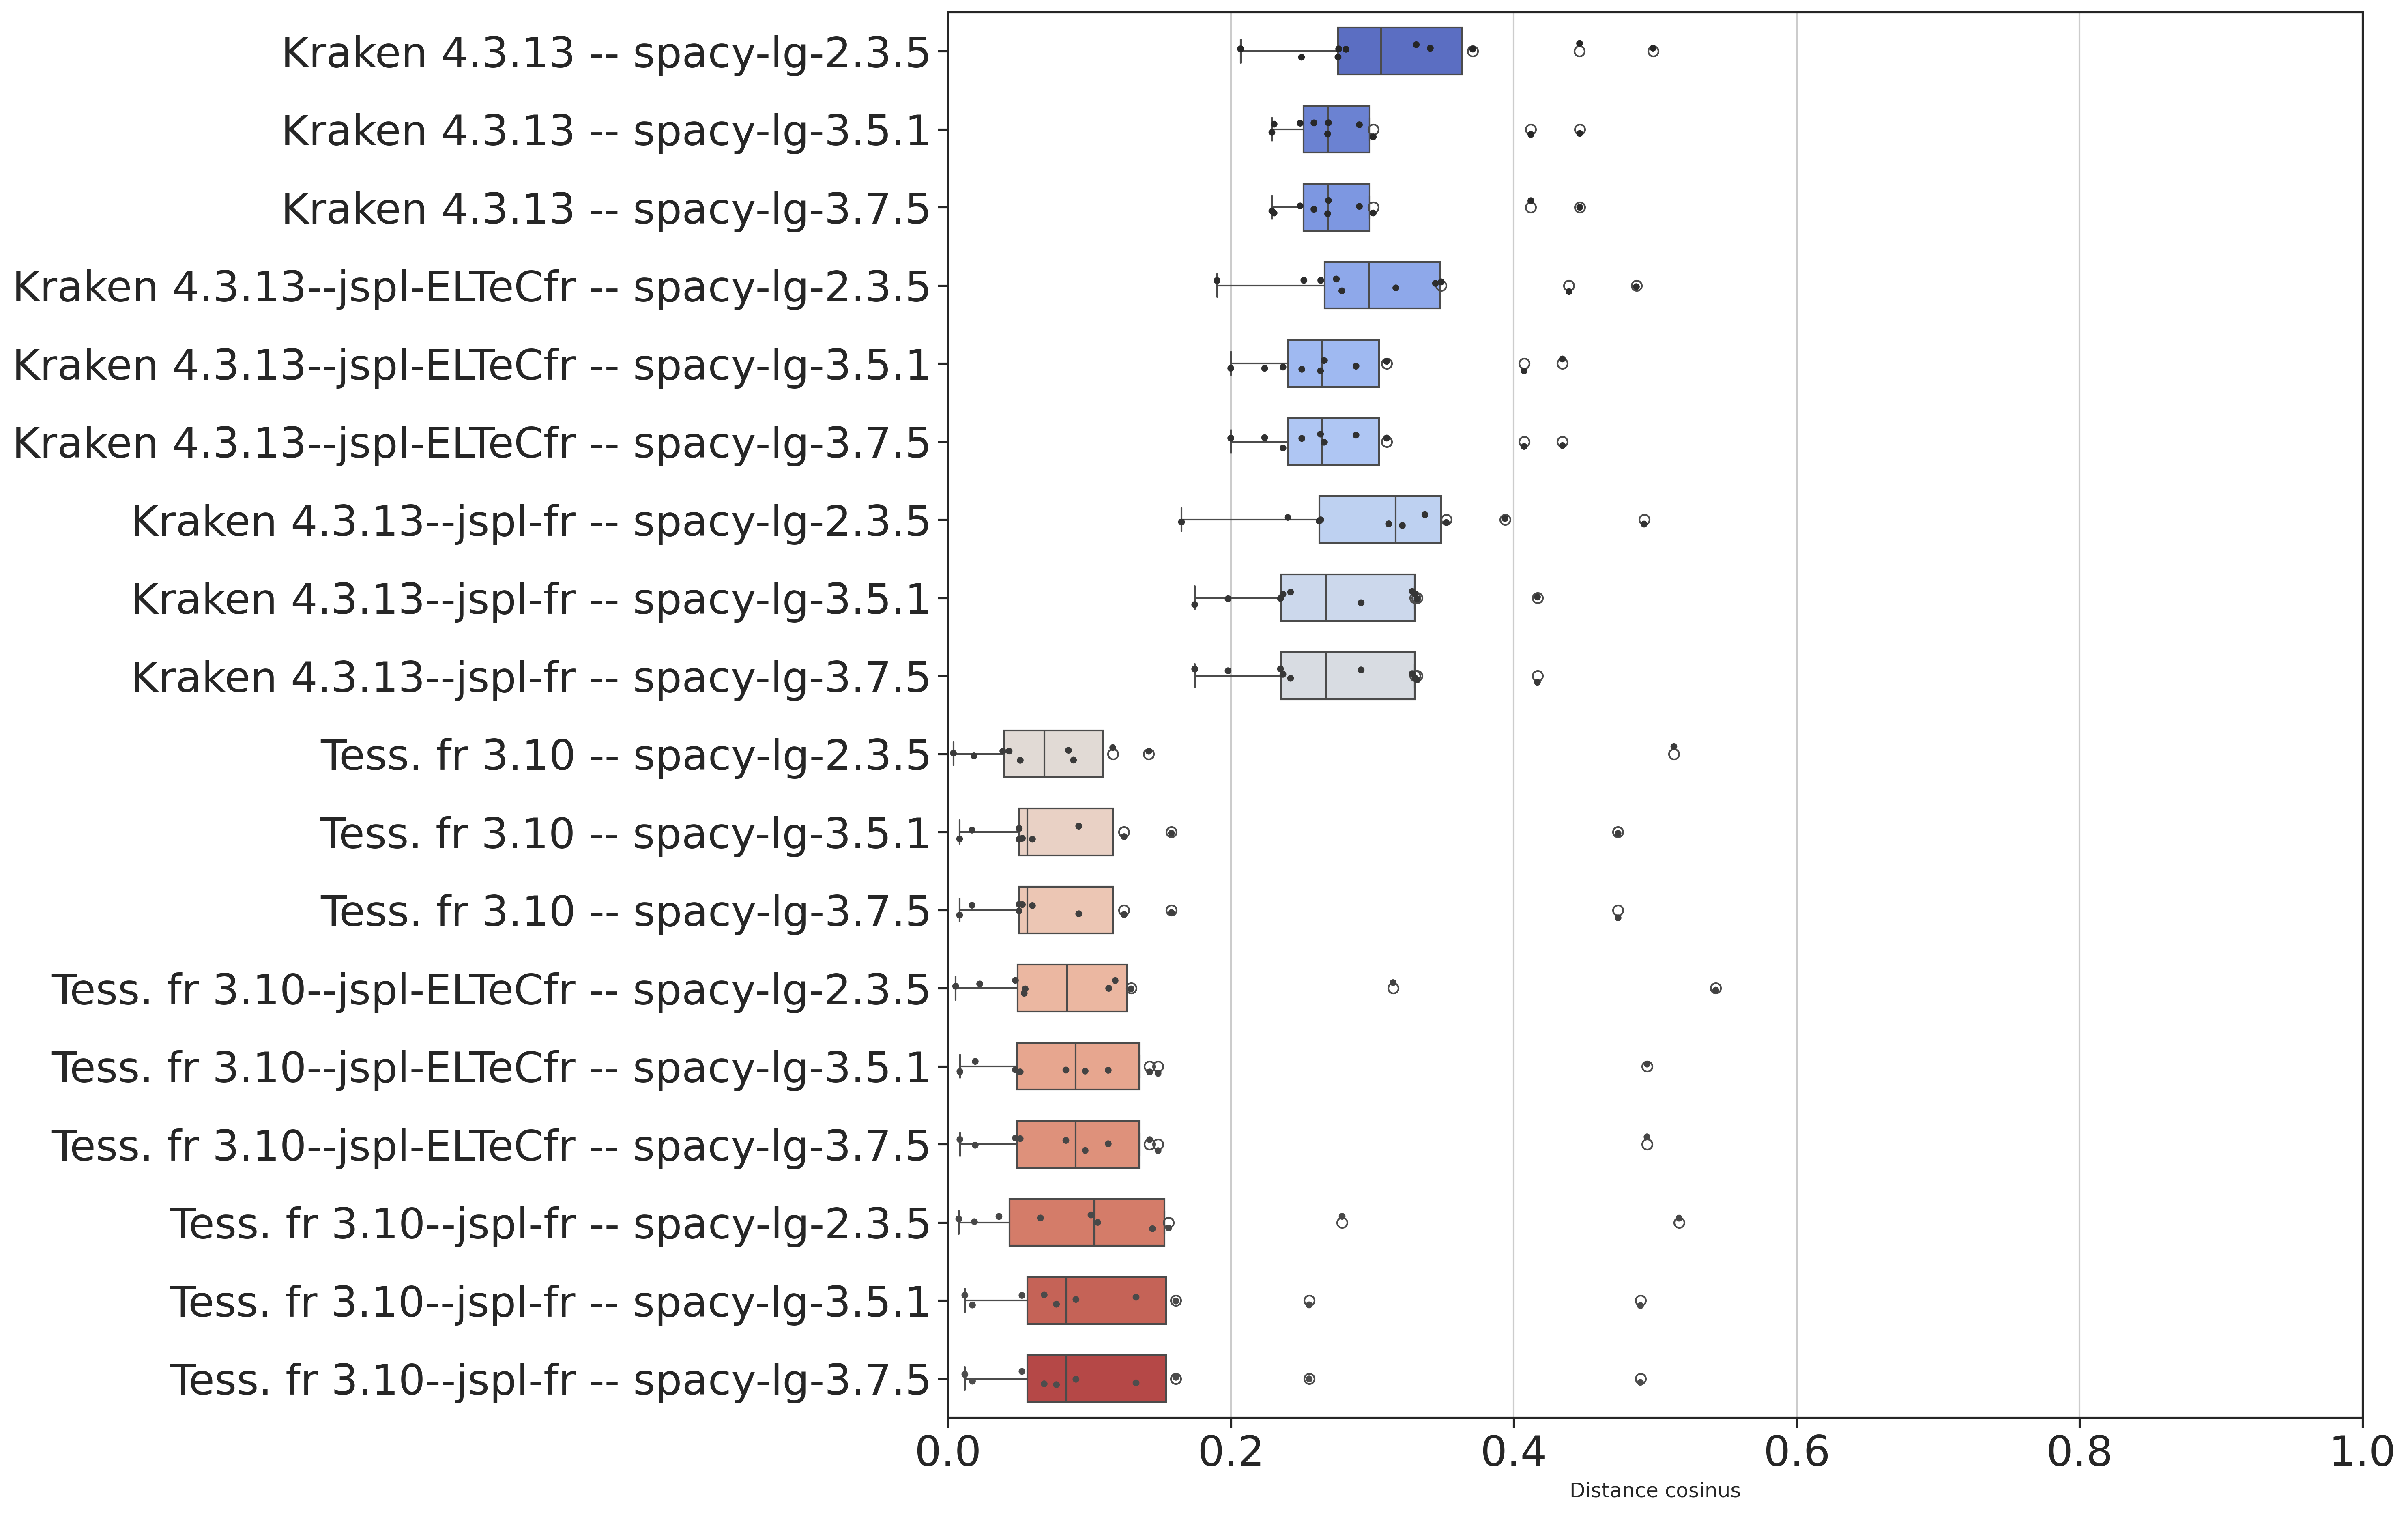 Kraken 4.3.13 -- spacy-lg-2.3.5
Kraken 4.3.13 -- spacy-lg-3.5.1
Kraken 4.3.13 -- spacy-lg-3.7.5
Kraken 4.3.13--jspl-ELTeCfr -- spacy-lg-2.3.5
Kraken 4.3.13--jspl-ELTeCfr -- spacy-lg-3.5.1
Kraken 4.3.13--jspl-ELTeCfr -- spacy-lg-3.7.5
Kraken 4.3.13--jspl-fr -- spacy-lg-2.3.5
Kraken 4.3.13--jspl-fr -- spacy-lg-3.5.1
Kraken 4.3.13--jspl-fr -- spacy-lg-3.7.5
Tess. fr 3.10 -- spacy-lg-2.3.5
Tess. fr 3.10 -- spacy-lg-3.5.1
Tess. fr 3.10 -- spacy-lg-3.7.5
Tess. fr 3.10--jspl-ELTeCfr -- spacy-lg-2.3.5
Tess. fr 3.10--jspl-ELTeCfr -- spacy-lg-3.5.1
Tess. fr 3.10--jspl-ELTeCfr -- spacy-lg-3.7.5
Tess. fr 3.10--jspl-fr -- spacy-lg-2.3.5
Tess. fr 3.10--jspl-fr -- spacy-lg-3.5.1
Tess. fr 3.10--jspl-fr -- spacy-lg-3.7.5
0.0 0.2 0.4 0.6 0.8 1.0
Distance cosinus